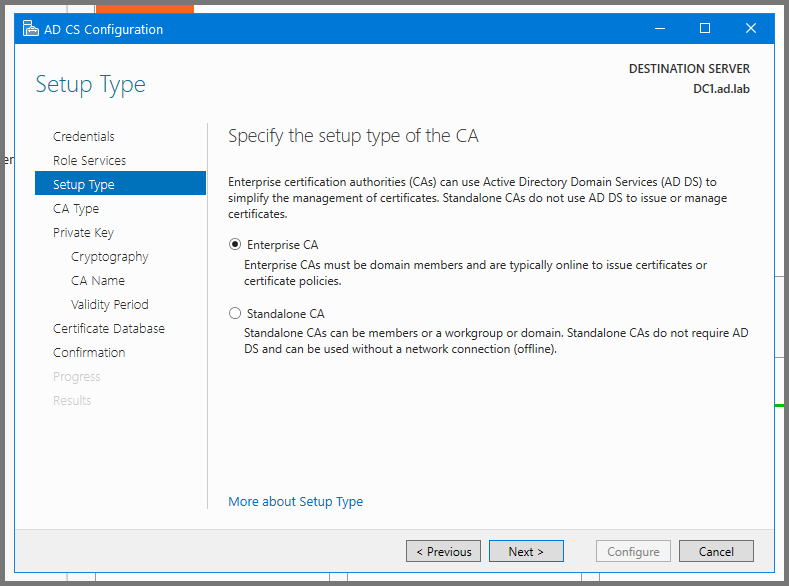 AD CS Configuration
Setup Type
DESTINATION SERVER
DC1.ad.lab
Credentials
Role Services
Setup Type
CA Type
Private Key
Cryptography
CA Name
Validity Period
Certificate Database
Confirmation
Progress
Results
Specify the setup type of the CA
Enterprise certification authorities (CAs) can use Active Directory Domain Services (AD DS) to
simplify the management of certificates. Standalone CAs do not use AD DS to issue or manage
certificates.
Enterprise CA
Enterprise CAs must be domain members and are typically online to issue certificates or
certificate policies.
Standalone CA
Standalone CAs can be members or a workgroup or domain. Standalone CAs do not require AD
DS and can be used without a network connection (offline).
More about Setup Type
< Previous
Next >
Configure
Cancel